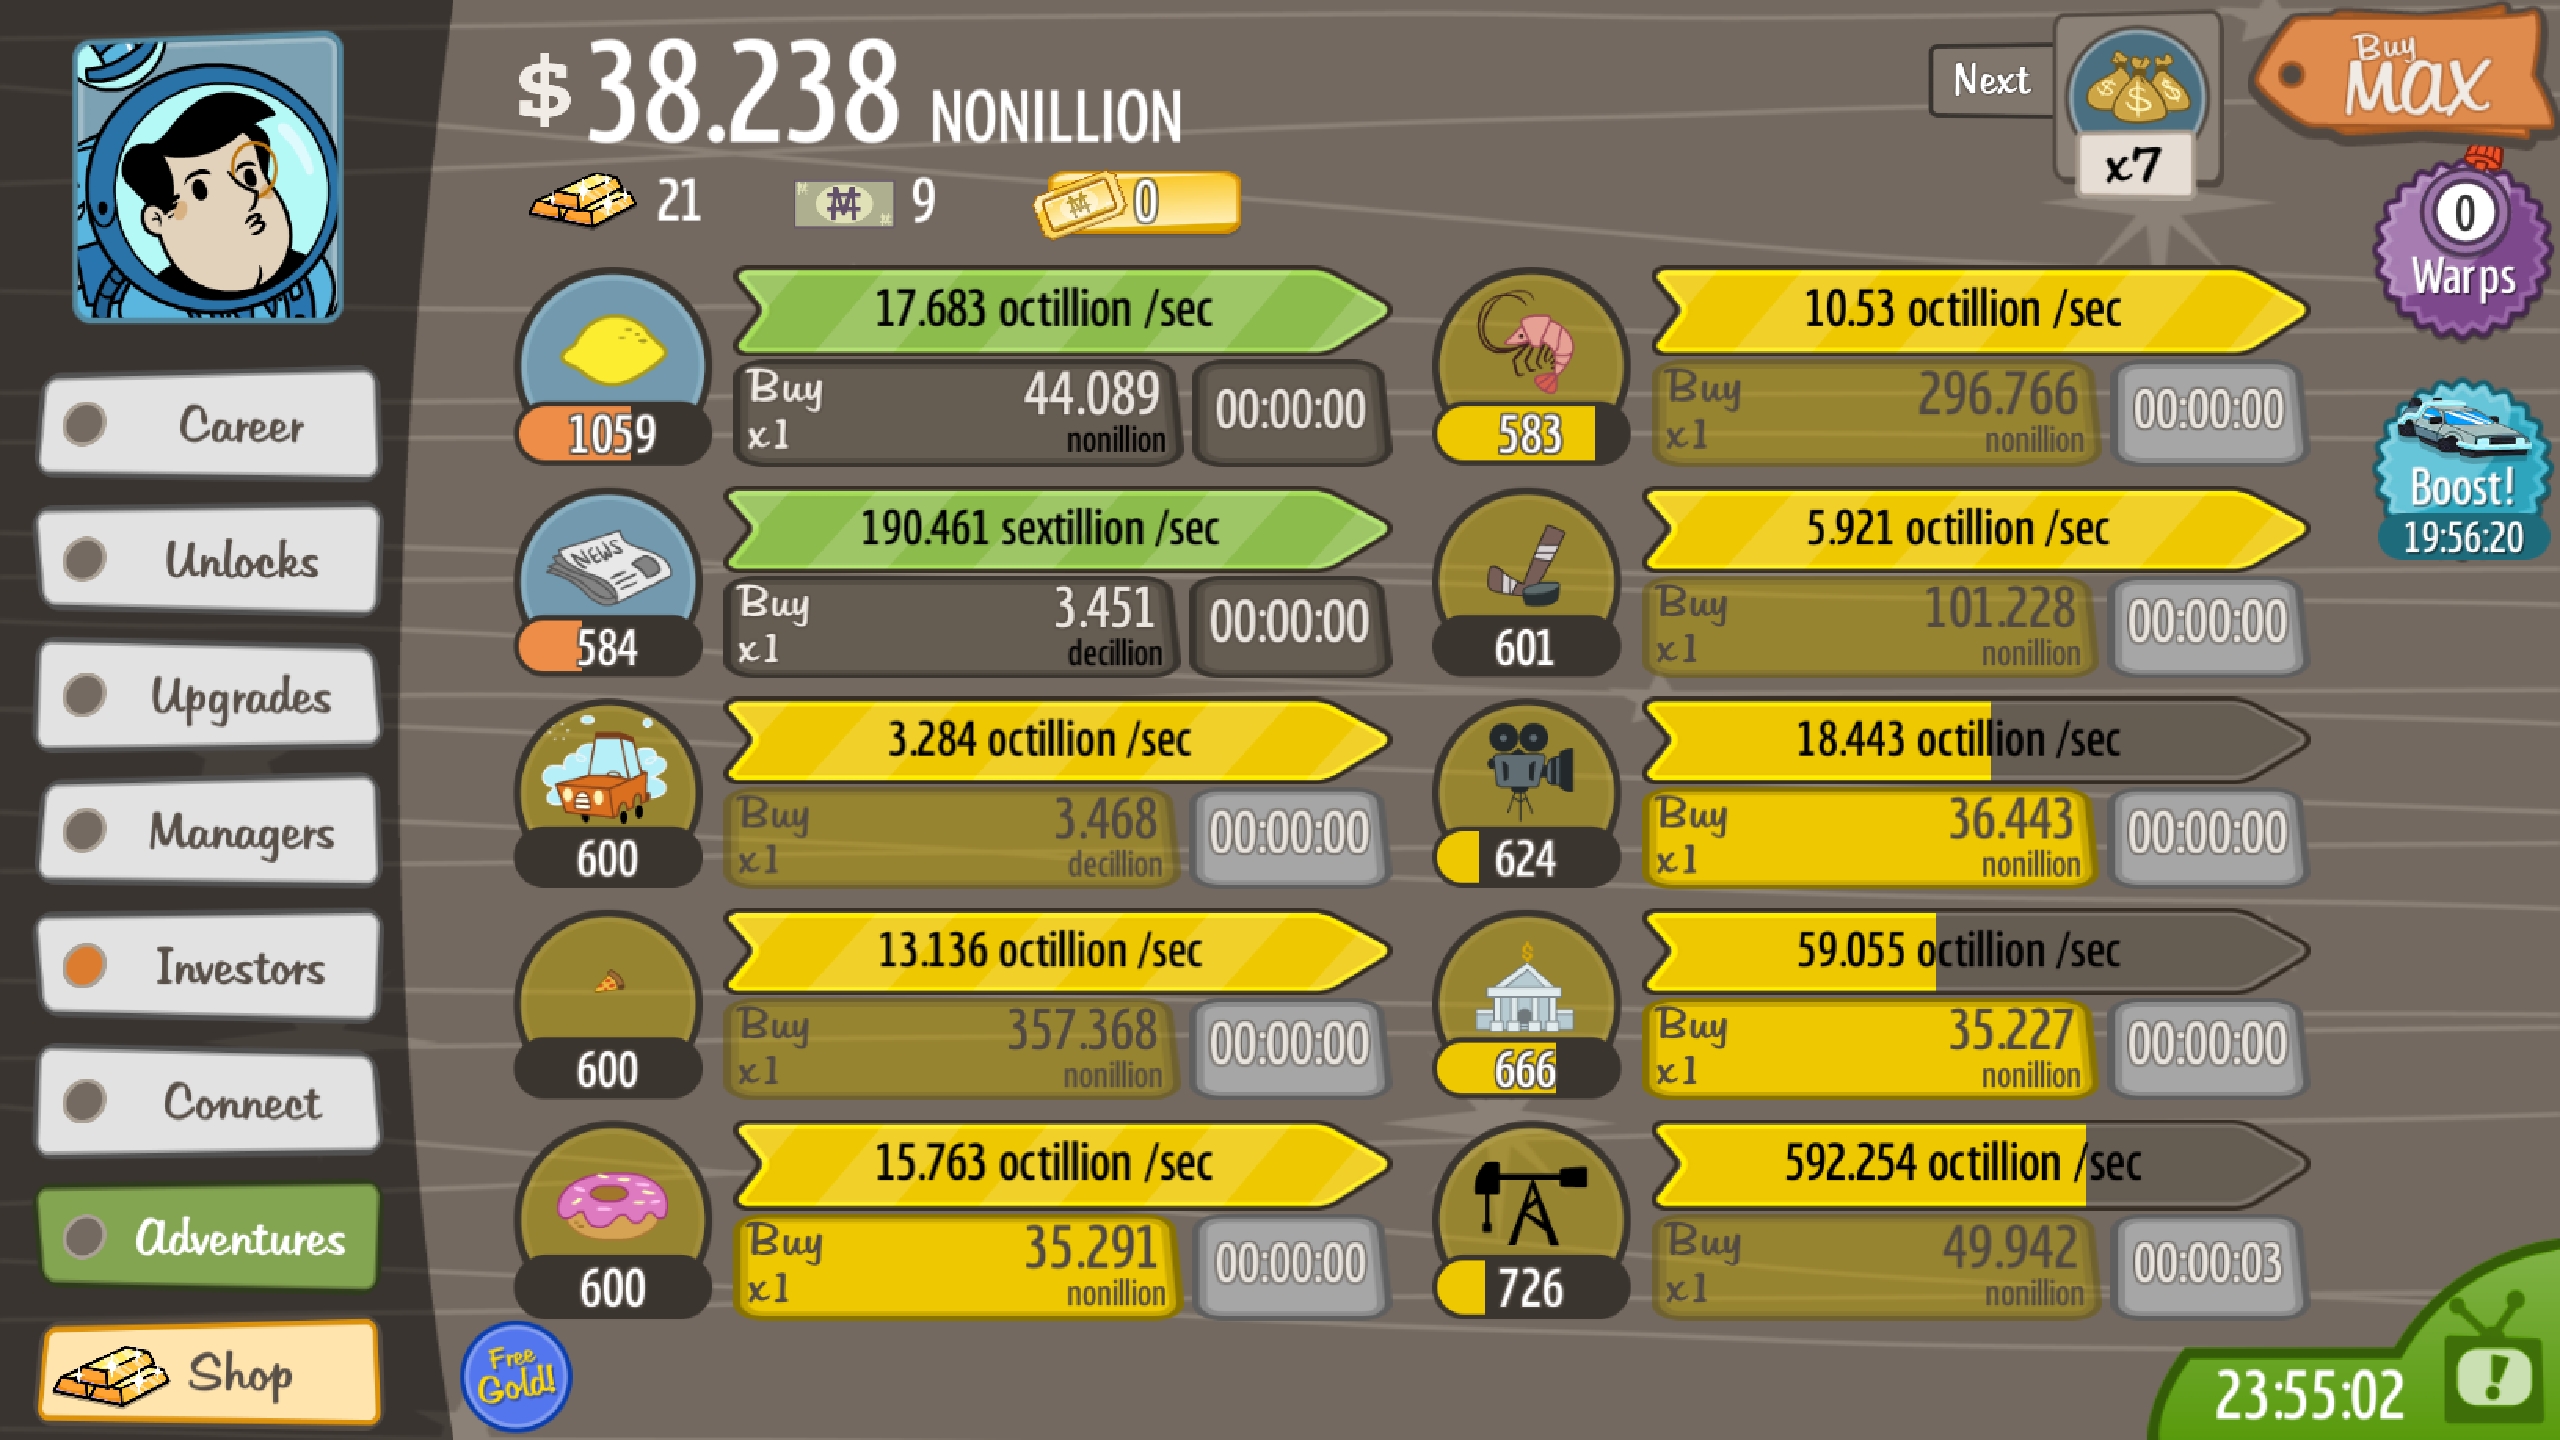 $ 38.238 NONILLION
Next
x7
Buy
MAX
21
9
0
0
Warps
Boost!
19:56:20
Career
Unlocks
Upgrades
Managers
Investors
Connect
Adventures
Shop
17.683 octillion /sec
1059
Buy
x1
44.089
nonillion
00:00:00
NEWS
190.461 sextillion /sec
584
Buy
x1
3.451
decillion
00:00:00
3.284 octillion /sec
600
Buy
x1
3.468
decillion
00:00:00
13.136 octillion /sec
600
Buy
x1
357.368
nonillion
00:00:00
15.763 octillion /sec
600
Buy
x1
35.291
nonillion
00:00:00
10.53 octillion /sec
583
Buy
x1
296.766
nonillion
00:00:00
5.921 octillion /sec
601
Buy
x1
101.228
nonillion
00:00:00
18.443 octillion /sec
624
Buy
x1
36.443
nonillion
00:00:00
59.055 octillion /sec
666
Buy
x1
35.227
nonillion
00:00:00
592.254 octillion /sec
726
Buy
x1
49.942
nonillion
00:00:03
Free
Gold!
23:55:02
!